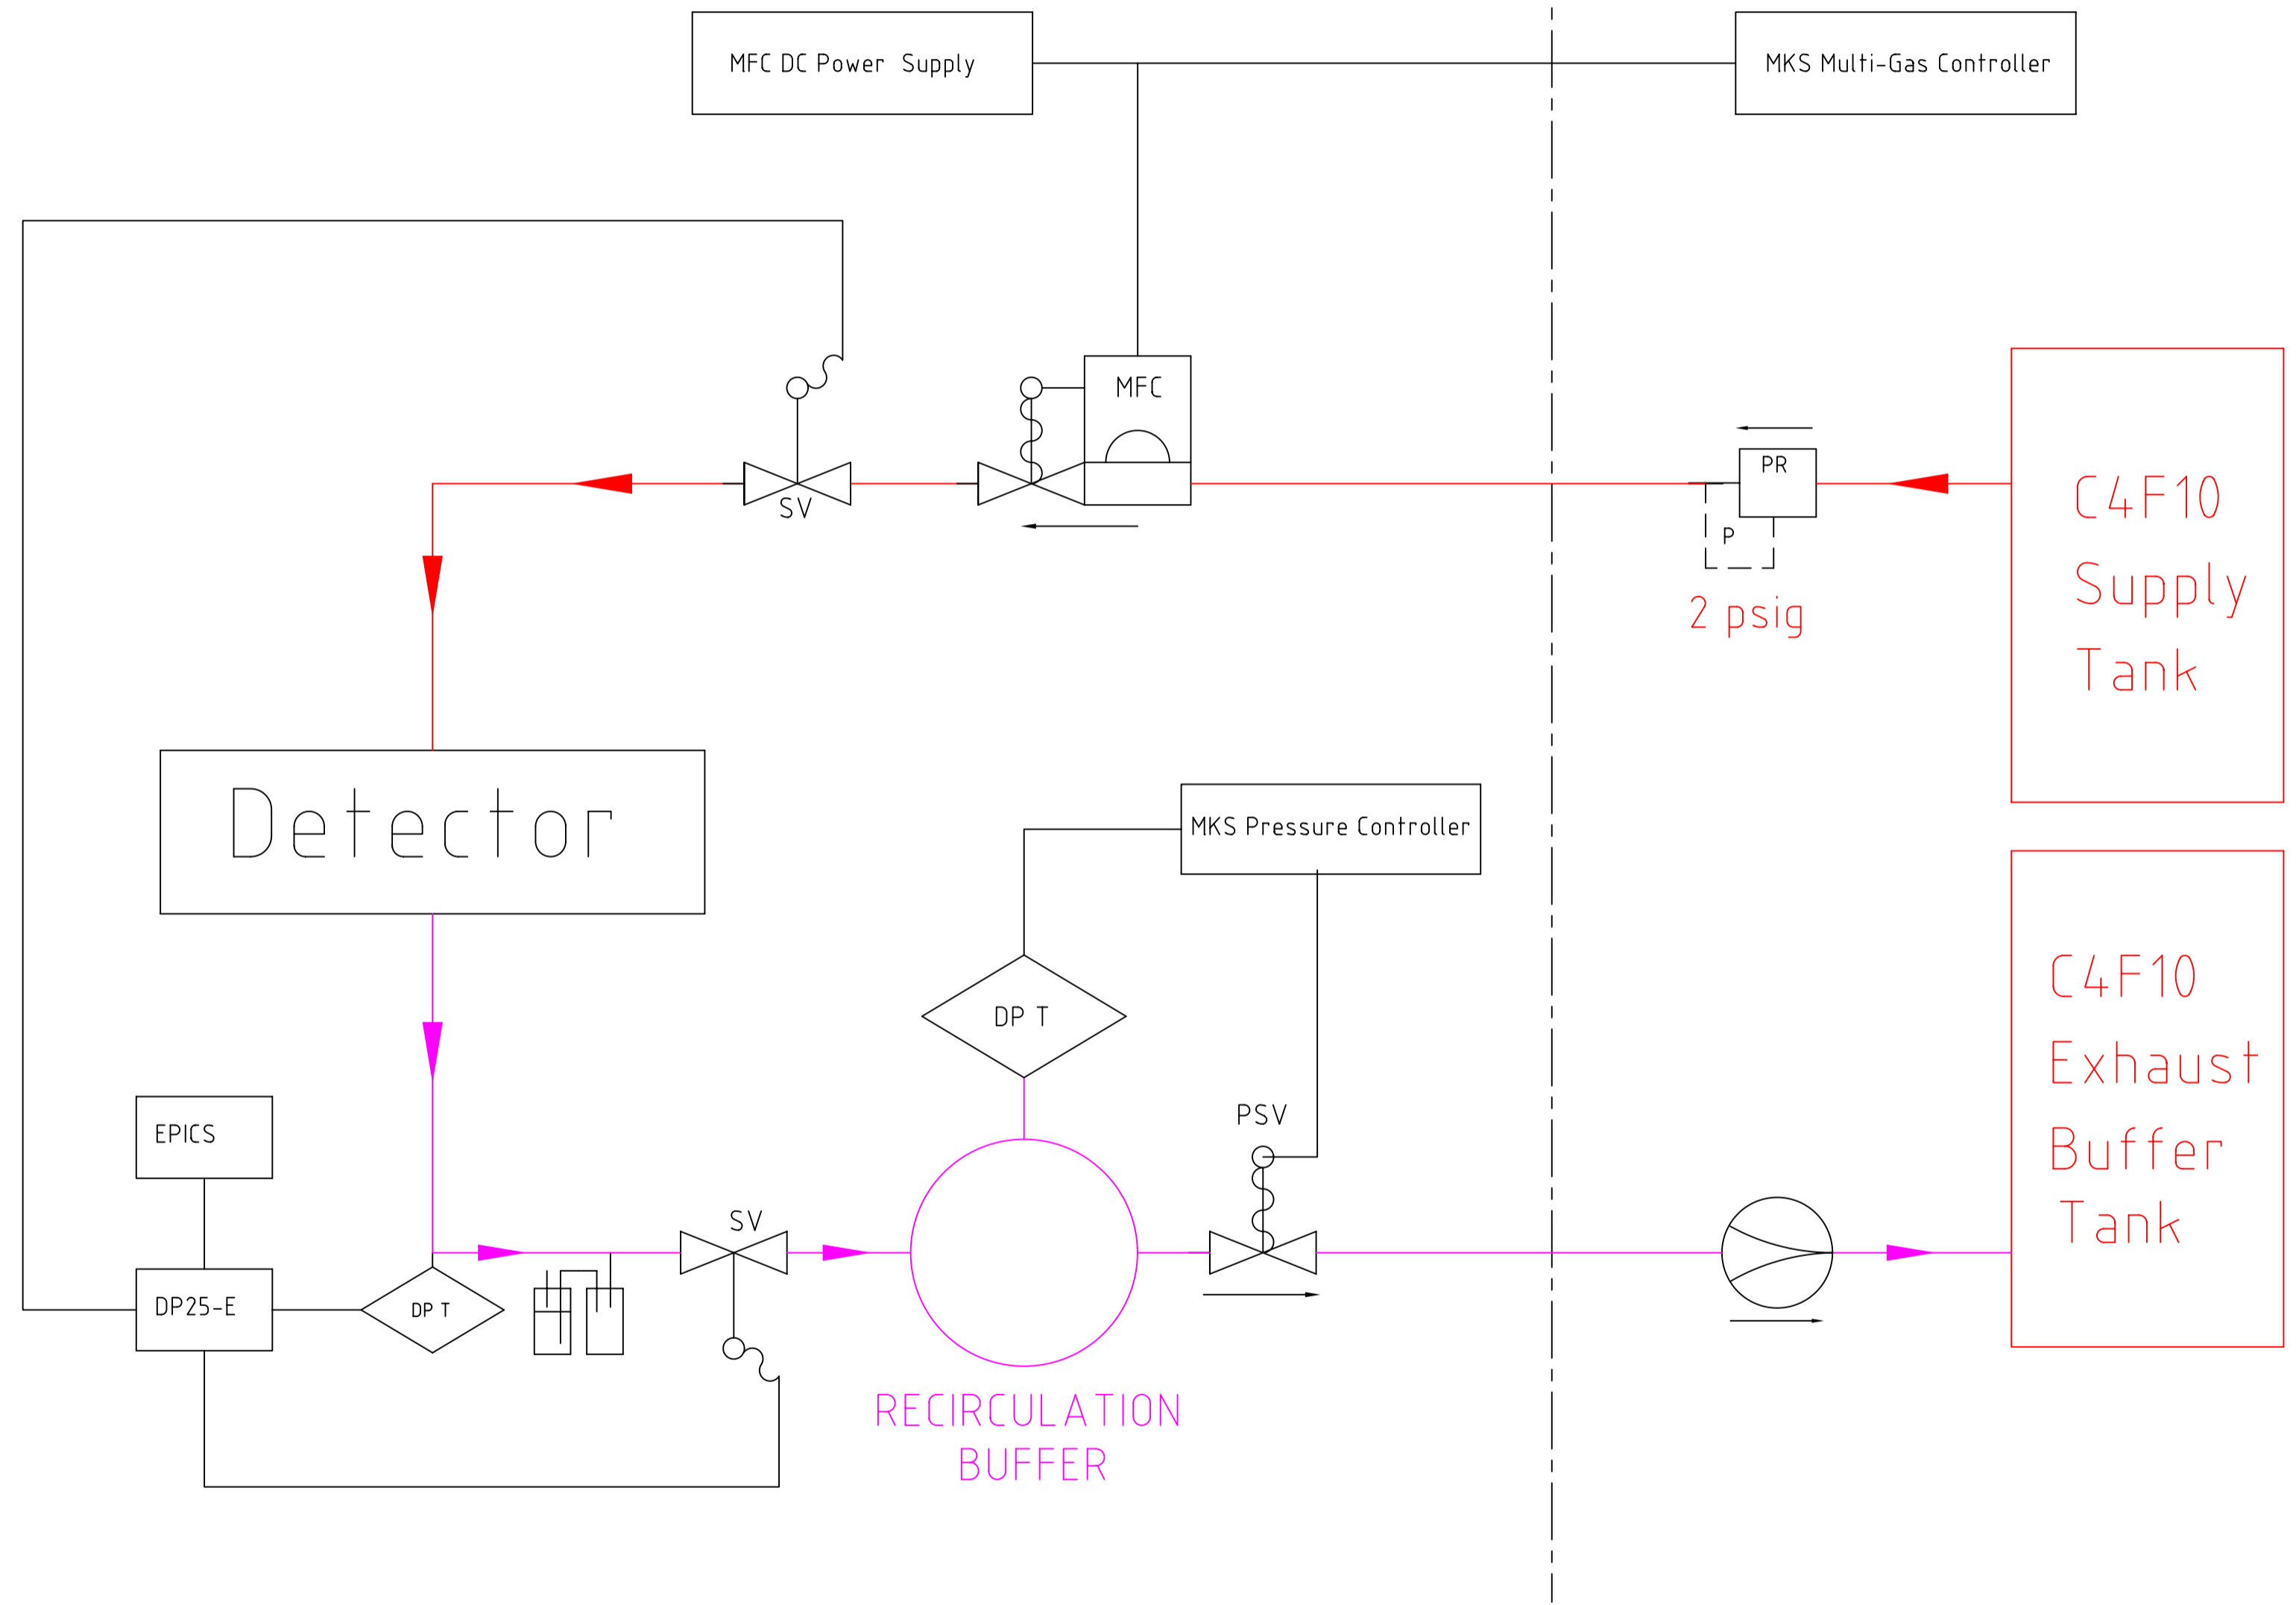 MFC DC Power Supply
MKS Multi-Gas Controller
MFC
PR
SV
P
2 psig
C4F10
Supply
Tank
Detector
MKS Pressure Controller
DP T
C4F10
Exhaust
Buffer
Tank
PSV
EPICS
SV
DP25-E
DP T
RECIRCULATION
BUFFER